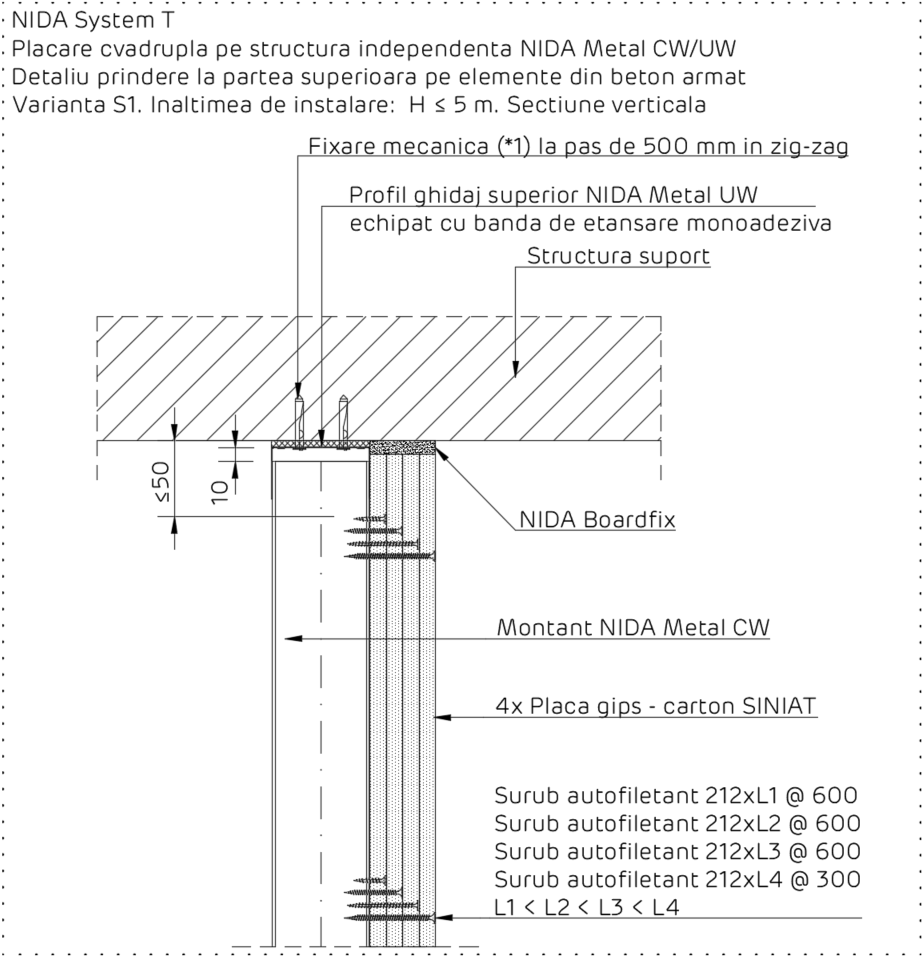 NIDA System T
Placare cvadrupla pe structura independenta NIDA Metal CW/UW
Detaliu prindere la partea superioara pe elemente din beton armat
Varianta S1. Inaltimea de instalare: H ≤ 5 m. Sectiune verticala
Fixare mecanica (*1) la pas de 500 mm in zig-zag
Profil ghidaj superior NIDA Metal UW
echipat cu banda de etansare monoadeziva
Structura suport
≤50
10
NIDA Boardfix
Montant NIDA Metal CW
4x Placa gips - carton SINIAT
Surub autofiletant 212xL1 @ 600
Surub autofiletant 212xL2 @ 600
Surub autofiletant 212xL3 @ 600
Surub autofiletant 212xL4 @ 300
L1 < L2 < L3 < L4